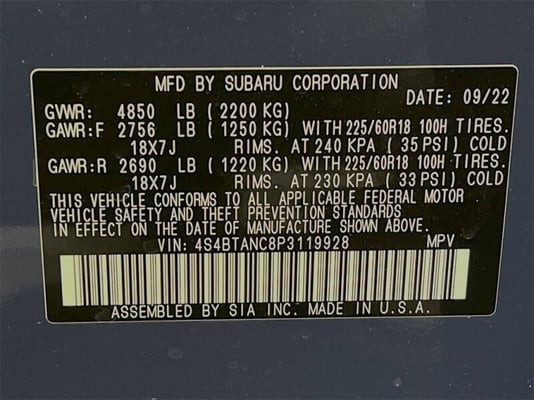 MFD BY SUBARU CORPORATION
DATE: 09/22
GVWR: 4850 LB (2200 KG)
GAWR:F 2756 LB (1250 KG) WITH 225/60R18 100H TIRES.
18X7J RIMS. AT 240 KPA (35 PSI) COLD
GAWR:R 2690 LB (1220 KG) WITH 225/60R18 100H TIRES.
18X7J RIMS. AT 230 KPA (33 PSI) COLD
THIS VEHICLE CONFORMS TO ALL APPLICABLE FEDERAL MOTOR
VEHICLE SAFETY AND THEFT PREVENTION STANDARDS
IN EFFECT ON THE DATE OF MANUFACTURE SHOWN ABOVE.
VIN: 4S4BTANC8P3119928 MPV
ASSEMBLED BY SIA INC. MADE IN U.S.A.